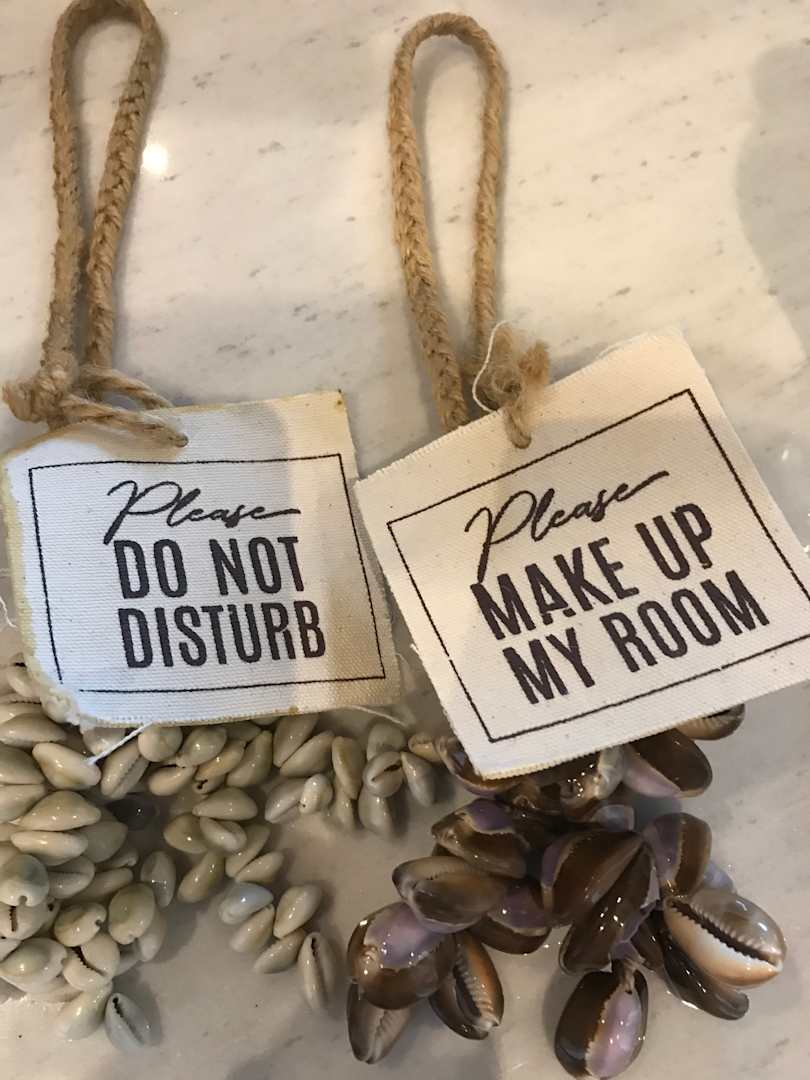 Please
DO NOT
DISTURB
Please
MAKE UP
MY ROOM